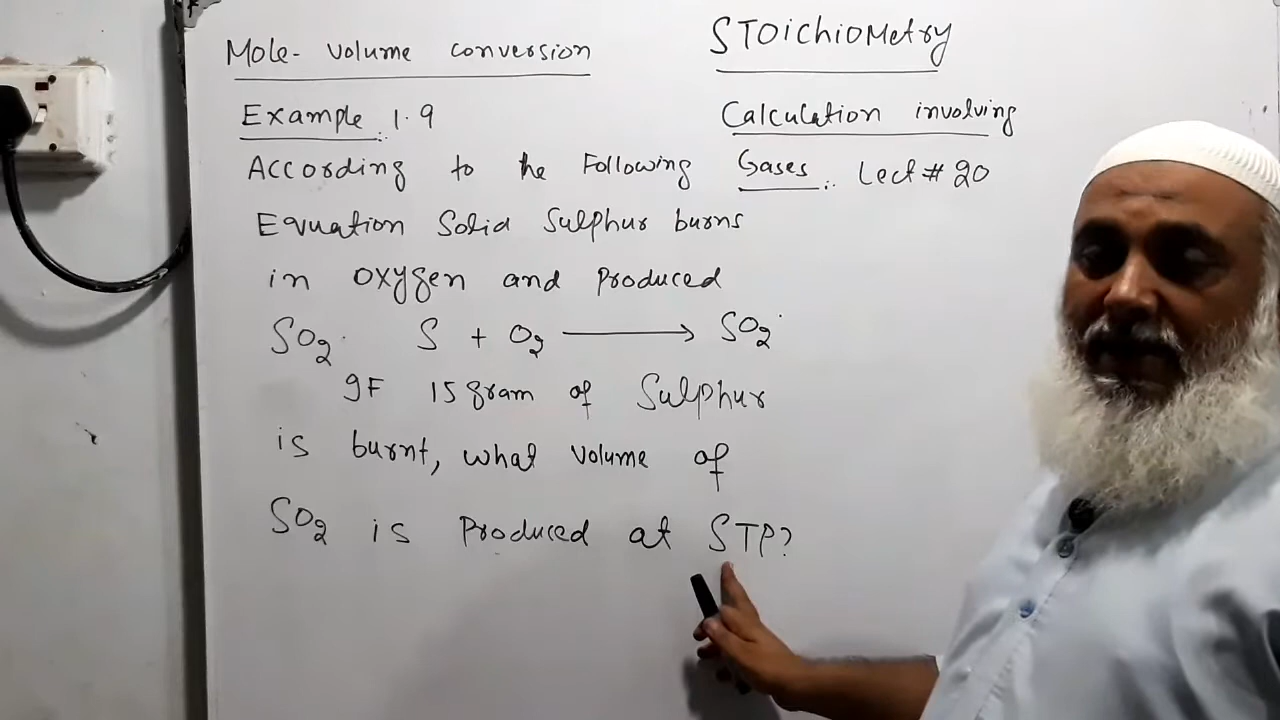 Mole- Volume conversion
STOichioMetry
Example 1.9
Calculation involving
Gases:. Lect # 20
According to the Following
Equation Solid Sulphur burns
in oxygen and Produced
SO2. S + O2 → SO2
IF 15 gram of Sulphur
is burnt, what volume of
SO2 is Produced at STP?